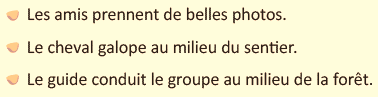 Les amis prennent de belles photos.
Le cheval galope au milieu du sentier.
Le guide conduit le groupe au milieu de la forêt.